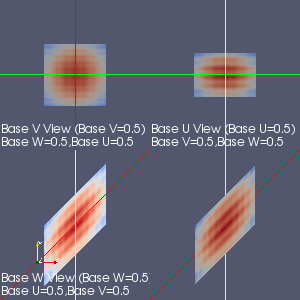 Base V View (Base V=0.5)
Base W=0.5,Base U=0.5
Base U View (Base U=0.5)
Base V=0.5,Base W=0.5
Base W View (Base W=0.5)
Base U=0.5,Base V=0.5